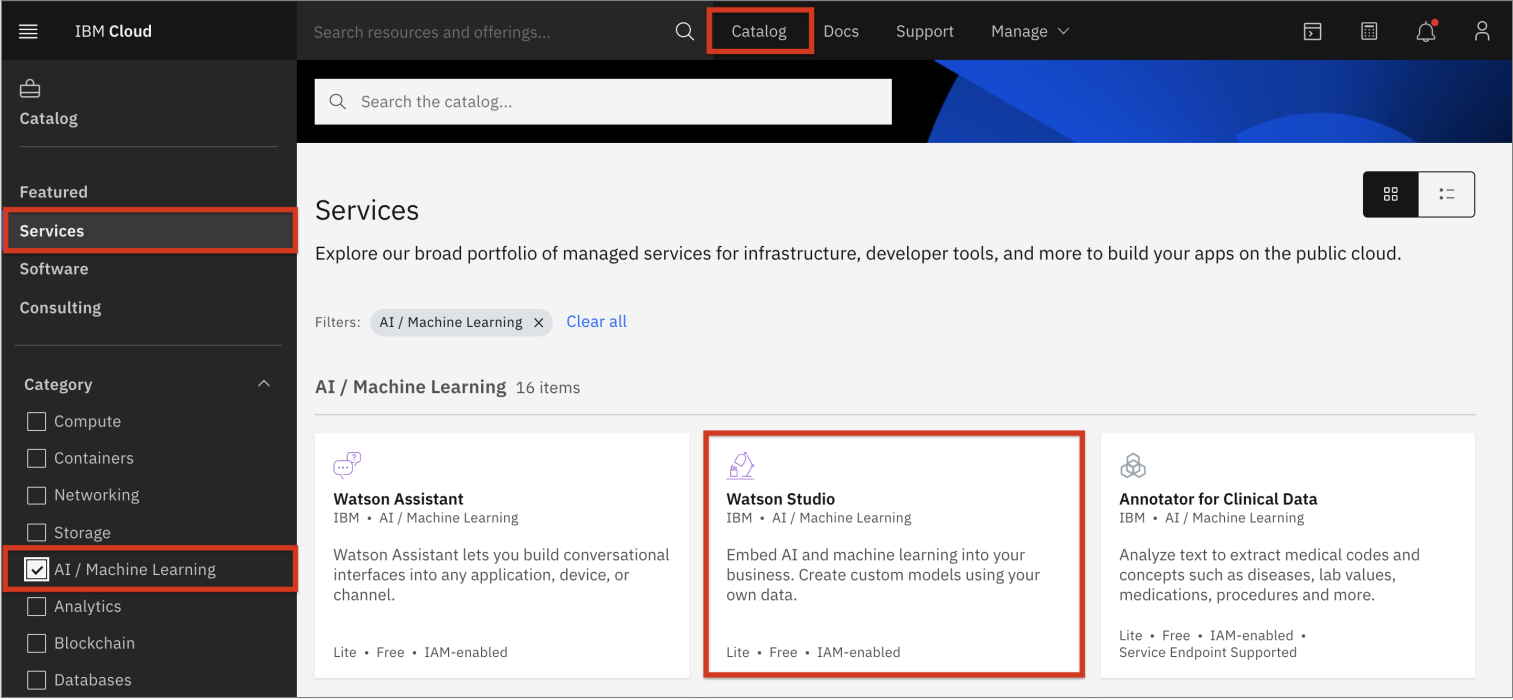 IBM Cloud
Search resources and offerings...
Catalog
Docs
Support
Manage
Catalog
Featured
Services
Software
Consulting
Category
Compute
Containers
Networking
Storage
AI / Machine Learning
Analytics
Blockchain
Databases
Search the catalog...
Services
Explore our broad portfolio of managed services for infrastructure, developer tools, and more to build your apps on the public cloud.
Filters: AI / Machine Learning × Clear all
AI / Machine Learning 16 items
Watson Assistant
IBM • AI / Machine Learning
Watson Assistant lets you build conversational
interfaces into any application, device, or
channel.
Lite • Free • IAM-enabled
Watson Studio
IBM • AI / Machine Learning
Embed AI and machine learning into your
business. Create custom models using your
own data.
Lite • Free • IAM-enabled
Annotator for Clinical Data
IBM • AI / Machine Learning
Analyze text to extract medical codes and
concepts such as diseases, lab values,
medications, procedures and more.
Lite • Free • IAM-enabled •
Service Endpoint Supported